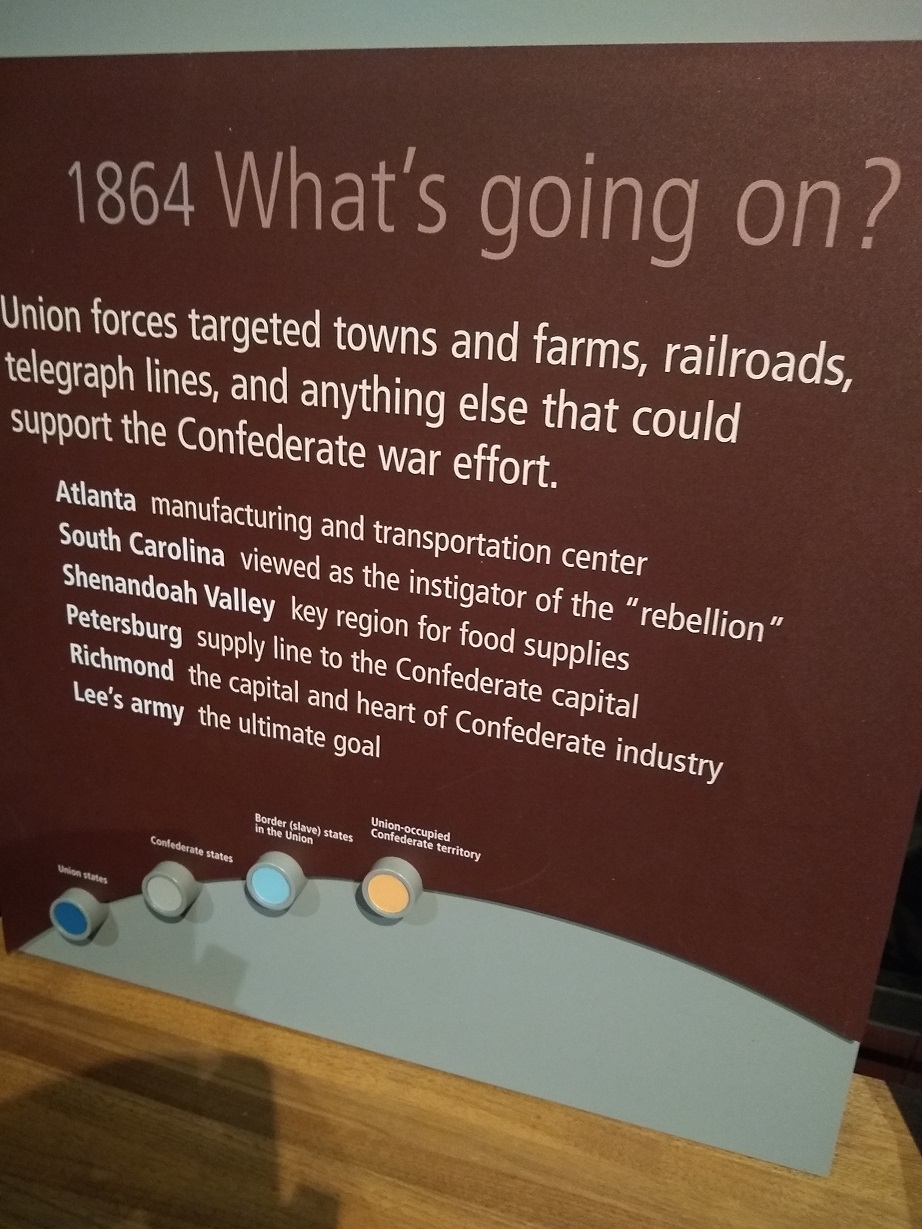 1864 What's going on?
Union forces targeted towns and farms, railroads,
telegraph lines, and anything else that could
support the Confederate war effort.
Atlanta manufacturing and transportation center
South Carolina viewed as the instigator of the “rebellion”
Shenandoah Valley key region for food supplies
Petersburg supply line to the Confederate capital
Richmond the capital and heart of Confederate industry
Lee's army the ultimate goal
Union states
Confederate states
Border (slave) states
in the Union
Union-occupied
Confederate territory